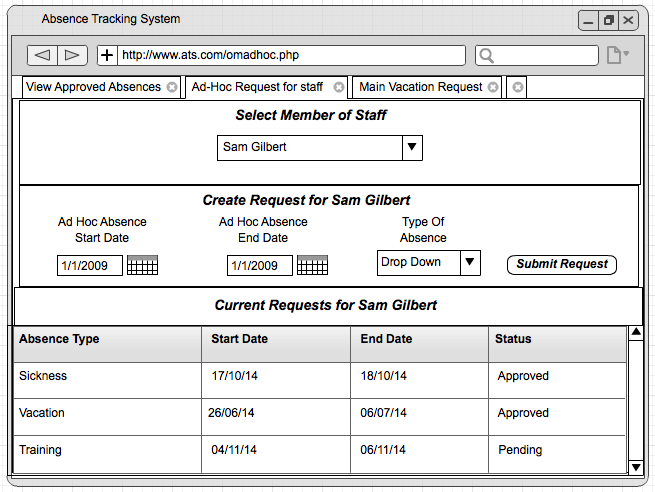 Absence Tracking System
http://www.ats.com/omadhoc.php
View Approved Absences Ad-Hoc Request for staff Main Vacation Request
Select Member of Staff
Sam Gilbert
Create Request for Sam Gilbert
Ad Hoc Absence
Start Date
Ad Hoc Absence
End Date
Type Of
Absence
1/1/2009 1/1/2009 Drop Down Submit Request
Current Requests for Sam Gilbert
Absence Type Start Date End Date Status
Sickness 17/10/14 18/10/14 Approved
Vacation 26/06/14 06/07/14 Approved
Training 04/11/14 06/11/14 Pending